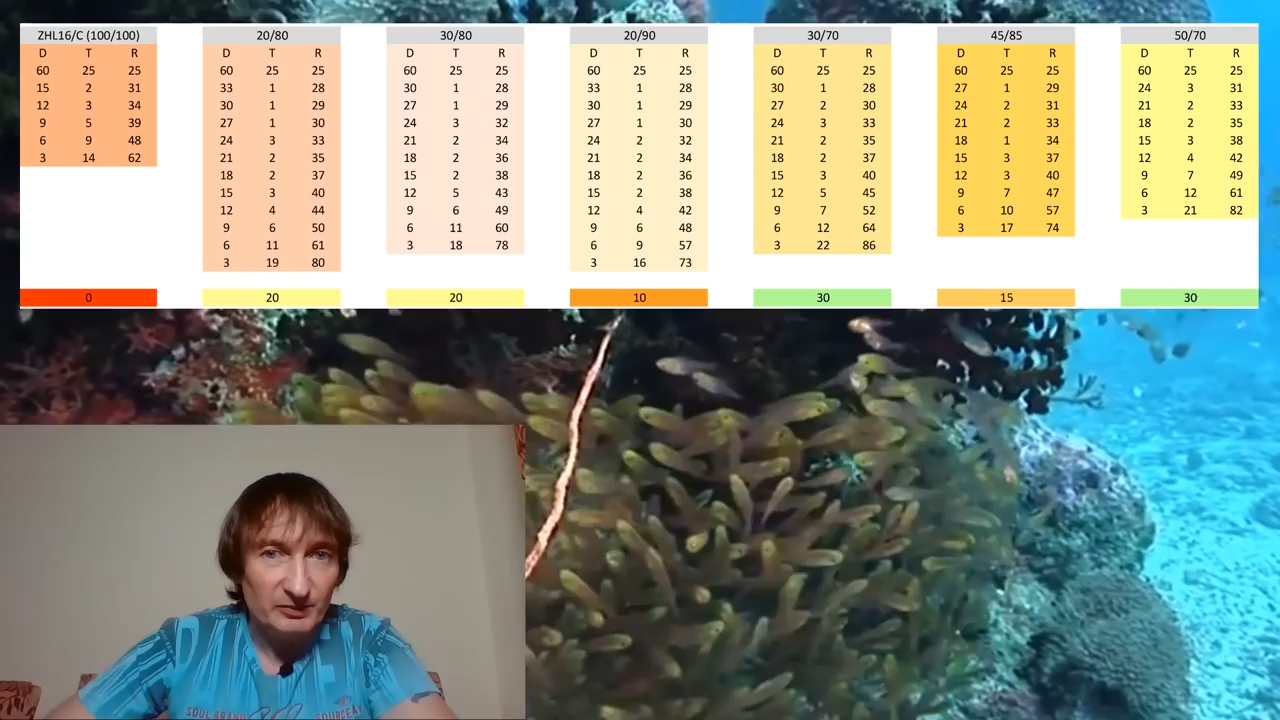 ZHL16/C (100/100) 20/80 30/80 20/90 30/70 45/85 50/70
D T R D T R D T R D T R D T R D T R D T R
60 25 25 60 25 25 60 25 25 60 25 25 60 25 25 60 25 25 60 25 25
15 2 31 33 1 28 30 1 28 33 1 28 30 1 28 27 1 29 24 3 31
12 3 34 30 1 29 27 1 29 30 1 29 27 2 30 24 2 31 21 2 33
9 5 39 27 1 30 24 3 32 27 1 30 24 3 33 21 2 33 18 2 35
6 9 48 24 3 33 21 2 34 24 2 32 21 2 35 18 1 34 15 3 38
3 14 62 21 2 35 18 2 36 21 2 34 18 2 37 15 3 37 12 4 42
18 2 37 15 2 38 18 2 36 15 3 40 12 3 40 9 7 49
15 3 40 12 5 43 15 2 38 12 5 45 9 7 47 6 12 61
12 4 44 9 6 49 12 4 42 9 7 52 6 10 57 3 21 82
9 6 50 6 11 60 9 6 48 6 12 64 3 17 74
6 11 61 3 18 78 6 9 57 3 22 86
3 19 80 3 16 73
0 20 20 10 30 15 30
SOUL BRAND